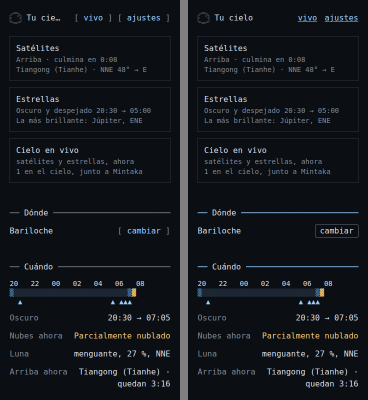 Tu cie… [ vivo ] [ ajustes ]
Satélites
Arriba · culmina en 0:08
Tiangong (Tianhe) · NNE 48° → E
Estrellas
Oscuro y despejado 20:30 → 05:00
La más brillante: Júpiter, ENE
Cielo en vivo
satélites y estrellas, ahora
1 en el cielo, junto a Mintaka
Dónde
Bariloche [ cambiar ]
Cuándo
20 22 00 02 04 06 08
Oscuro 20:30 → 07:05
Nubes ahora Parcialmente nublado
Luna menguante, 27 %, NNE
Arriba ahora Tiangong (Tianhe) ·
quedan 3:16
Tu cielo vivo ajustes
Satélites
Arriba · culmina en 0:08
Tiangong (Tianhe) · NNE 48° → E
Estrellas
Oscuro y despejado 20:30 → 05:00
La más brillante: Júpiter, ENE
Cielo en vivo
satélites y estrellas, ahora
1 en el cielo, junto a Mintaka
Dónde
Bariloche cambiar
Cuándo
20 22 00 02 04 06 08
Oscuro 20:30 → 07:05
Nubes ahora Parcialmente nublado
Luna menguante, 27 %, NNE
Arriba ahora Tiangong (Tianhe) ·
quedan 3:16